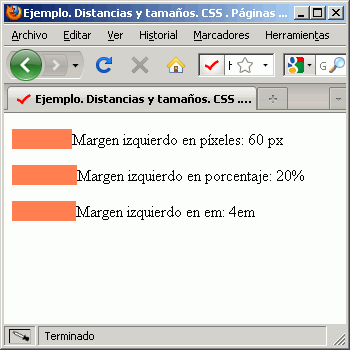 Ejemplo. Distancias y tamaños. CSS . Páginas ...
Archivo Editar Ver Historial Marcadores Herramientas
G
Ejemplo. Distancias y tamaños. CSS ....
Margen izquierdo en píxeles: 60 px
Margen izquierdo en porcentaje: 20%
Margen izquierdo en em: 4em
Terminado